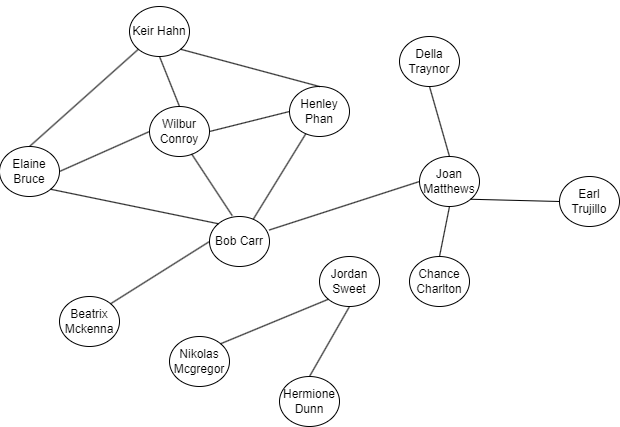 Keir Hahn
Della
Traynor
Henley
Phan
Wilbur
Conroy
Elaine
Bruce
Joan
Matthews
Earl
Trujillo
Bob Carr
Jordan
Sweet
Chance
Charlton
Beatrix
Mckenna
Nikolas
Mcgregor
Hermione
Dunn